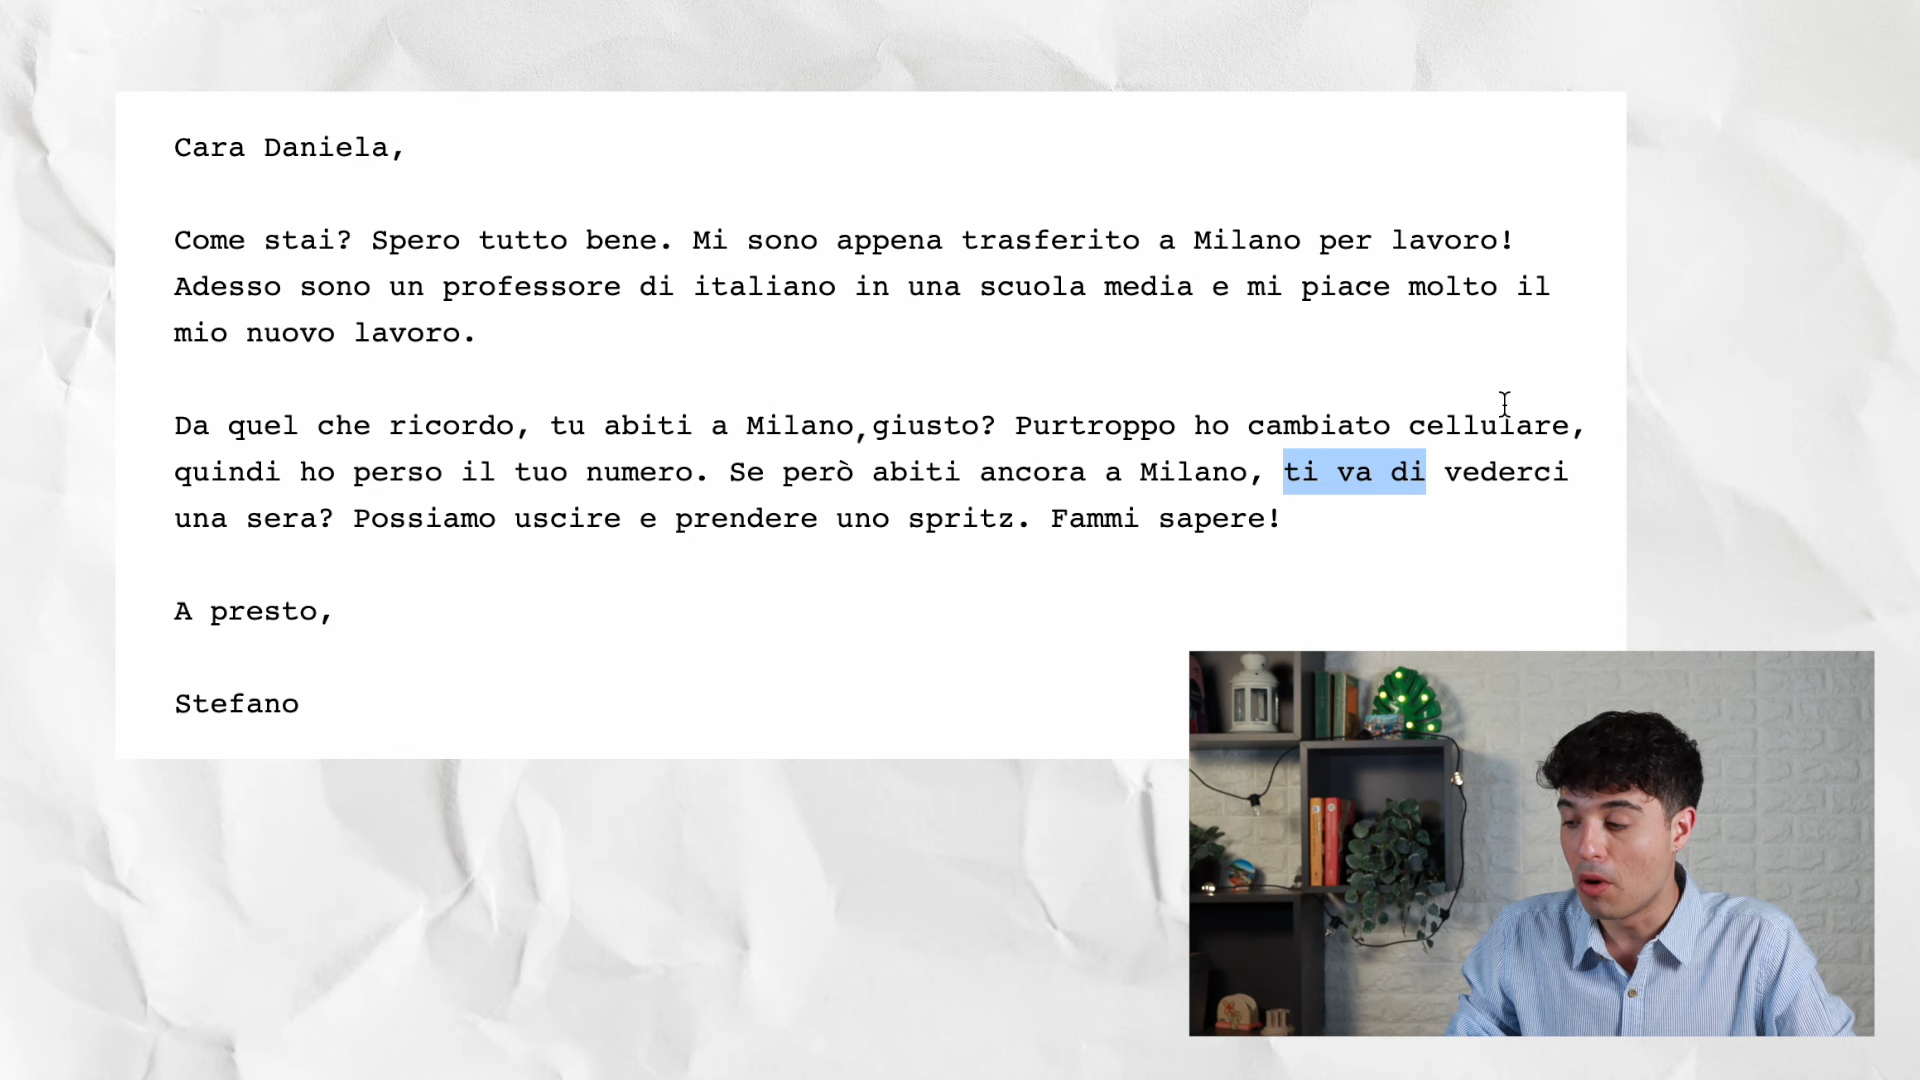 Cara Daniela,
Come stai? Spero tutto bene. Mi sono appena trasferito a Milano per lavoro!
Adesso sono un professore di italiano in una scuola media e mi piace molto il
mio nuovo lavoro.
Da quel che ricordo, tu abiti a Milano,giusto? Purtroppo ho cambiato cellulare,
quindi ho perso il tuo numero. Se però abiti ancora a Milano, ti va di vederci
una sera? Possiamo uscire e prendere uno spritz. Fammi sapere!
A presto,
Stefano